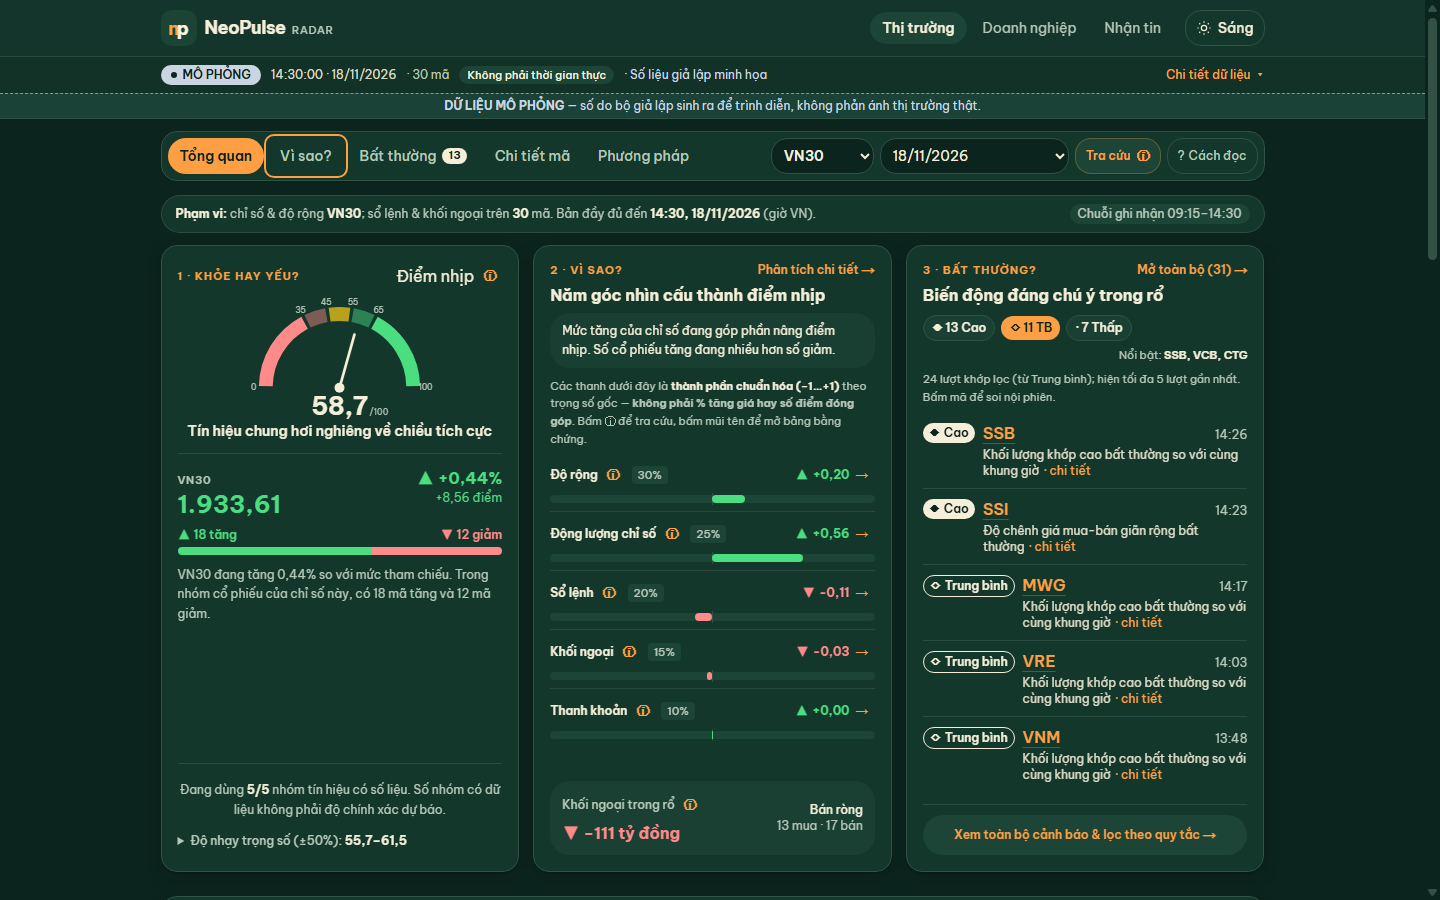 np NeoPulse RADAR
Thị trường Doanh nghiệp Nhận tin Sáng
MÔ PHỎNG 14:30:00 · 18/11/2026 · 30 mã Không phải thời gian thực · Số liệu giả lập minh họa Chi tiết dữ liệu
DỮ LIỆU MÔ PHỎNG — số do bộ giả lập sinh ra để trình diễn, không phản ánh thị trường thật.
Tổng quan Vì sao? Bất thường 13 Chi tiết mã Phương pháp VN30 18/11/2026 Tra cứu ⓘ ? Cách đọc
Phạm vi: chỉ số & độ rộng VN30; sổ lệnh & khối ngoại trên 30 mã. Bản đầy đủ đến 14:30, 18/11/2026 (giờ VN). Chuỗi ghi nhận 09:15–14:30
1 · KHỎE HAY YẾU? Điểm nhịp ⓘ
0 35 45 55 65 100
58,7 /100
Tín hiệu chung hơi nghiêng về chiều tích cực
VN30 ▲ +0,44%
1.933,61 +8,56 điểm
▲ 18 tăng ▼ 12 giảm
VN30 đang tăng 0,44% so với mức tham chiếu. Trong
nhóm cổ phiếu của chỉ số này, có 18 mã tăng và 12 mã
giảm.
Đang dùng 5/5 nhóm tín hiệu có số liệu. Số nhóm có dữ
liệu không phải độ chính xác dự báo.
▶ Độ nhạy trọng số (±50%): 55,7–61,5
2 · VÌ SAO? Phân tích chi tiết →
Năm góc nhìn cấu thành điểm nhịp
Mức tăng của chỉ số đang góp phần nâng điểm
nhịp. Số cổ phiếu tăng đang nhiều hơn số giảm.
Các thanh dưới đây là thành phần chuẩn hóa (−1…+1) theo
trọng số gốc — không phải % tăng giá hay số điểm đóng
góp. Bấm ⓘ để tra cứu, bấm mũi tên để mở bảng bằng
chứng.
Độ rộng ⓘ 30% ▲ +0,20 →
Động lượng chỉ số ⓘ 25% ▲ +0,56 →
Sổ lệnh ⓘ 20% ▼ -0,11 →
Khối ngoại ⓘ 15% ▼ -0,03 →
Thanh khoản ⓘ 10% ▲ +0,00 →
Khối ngoại trong rổ ⓘ Bán ròng
▼ -111 tỷ đồng 13 mua · 17 bán
3 · BẤT THƯỜNG? Mở toàn bộ (31) →
Biến động đáng chú ý trong rổ
13 Cao 11 TB · 7 Thấp
Nổi bật: SSB, VCB, CTG
24 lượt khớp lọc (từ Trung bình); hiện tối đa 5 lượt gần nhất.
Bấm mã để soi nội phiên.
Cao SSB 14:26
Khối lượng khớp cao bất thường so với cùng
khung giờ · chi tiết
Cao SSI 14:23
Độ chênh giá mua-bán giãn rộng bất
thường · chi tiết
Trung bình MWG 14:17
Khối lượng khớp cao bất thường so với
cùng khung giờ · chi tiết
Trung bình VRE 14:03
Khối lượng khớp cao bất thường so với
cùng khung giờ · chi tiết
Trung bình VNM 13:48
Khối lượng khớp cao bất thường so với
cùng khung giờ · chi tiết
Xem toàn bộ cảnh báo & lọc theo quy tắc →